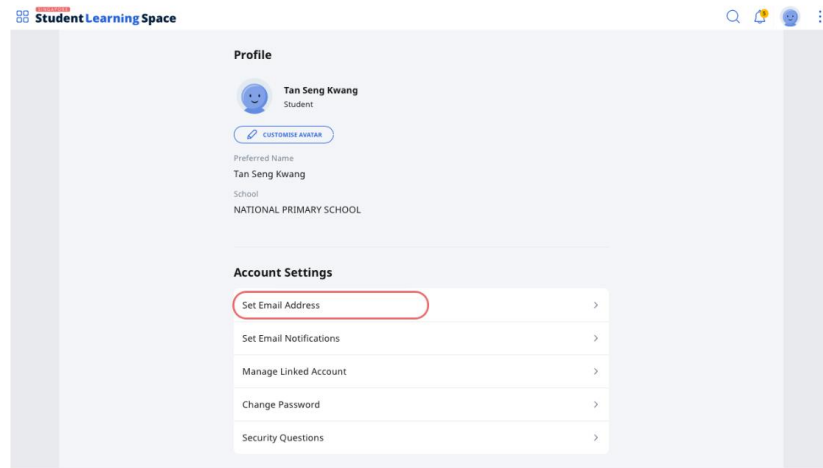 SINGAPORE
Student Learning Space
Profile
Tan Seng Kwang
Student
CUSTOMISE AVATAR
Preferred Name
Tan Seng Kwang
School
NATIONAL PRIMARY SCHOOL
Account Settings
Set Email Address
Set Email Notifications
Manage Linked Account
Change Password
Security Questions